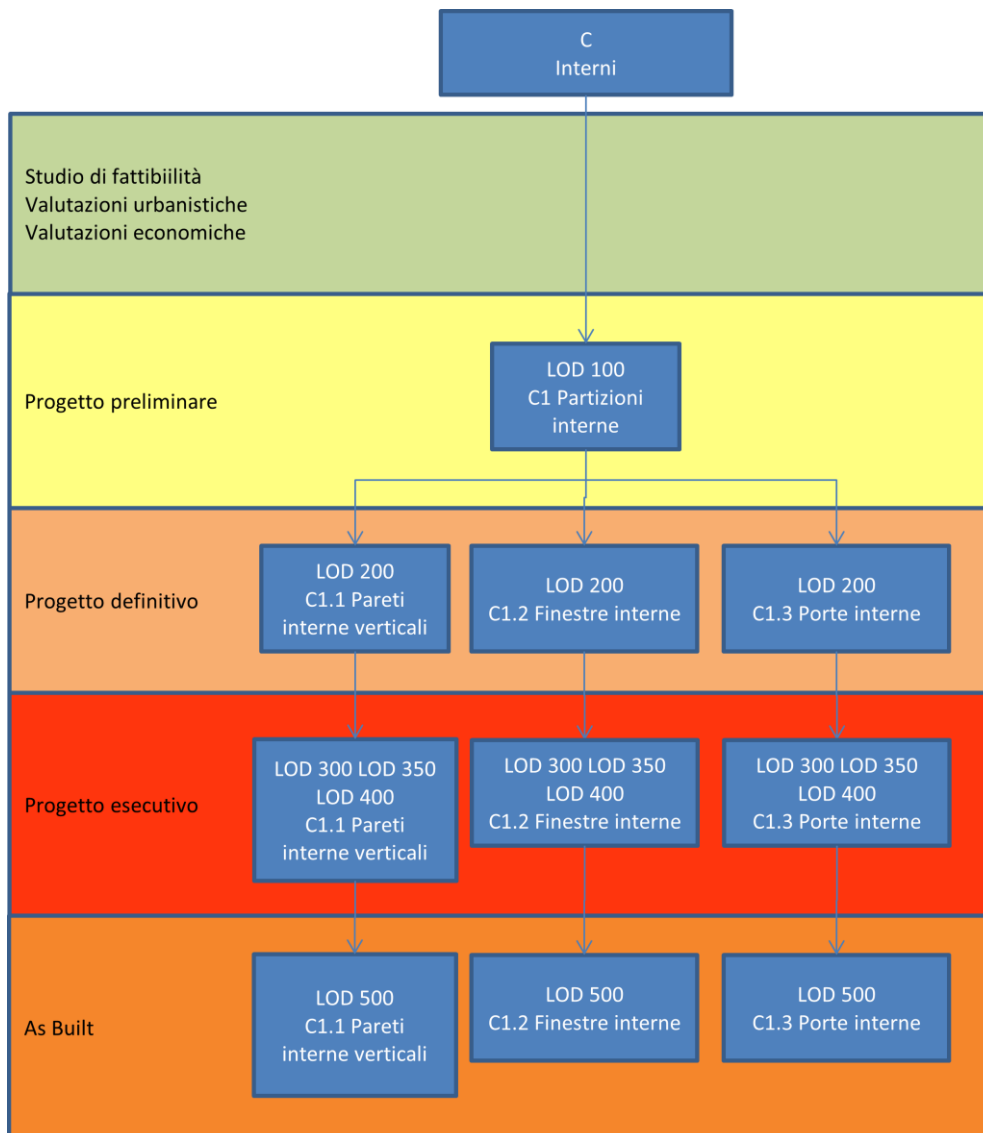 C
Interni
Studio di fattibiilità
Valutazioni urbanistiche
Valutazioni economiche
Progetto preliminare
LOD 100
C1 Partizioni
interne
Progetto definitivo
LOD 200
C1.1 Pareti
interne verticali
LOD 200
C1.2 Finestre interne
LOD 200
C1.3 Porte interne
Progetto esecutivo
LOD 300 LOD 350
LOD 400
C1.1 Pareti
interne verticali
LOD 300 LOD 350
LOD 400
C1.2 Finestre interne
LOD 300 LOD 350
LOD 400
C1.3 Porte interne
As Built
LOD 500
C1.1 Pareti
interne verticali
LOD 500
C1.2 Finestre interne
LOD 500
C1.3 Porte interne